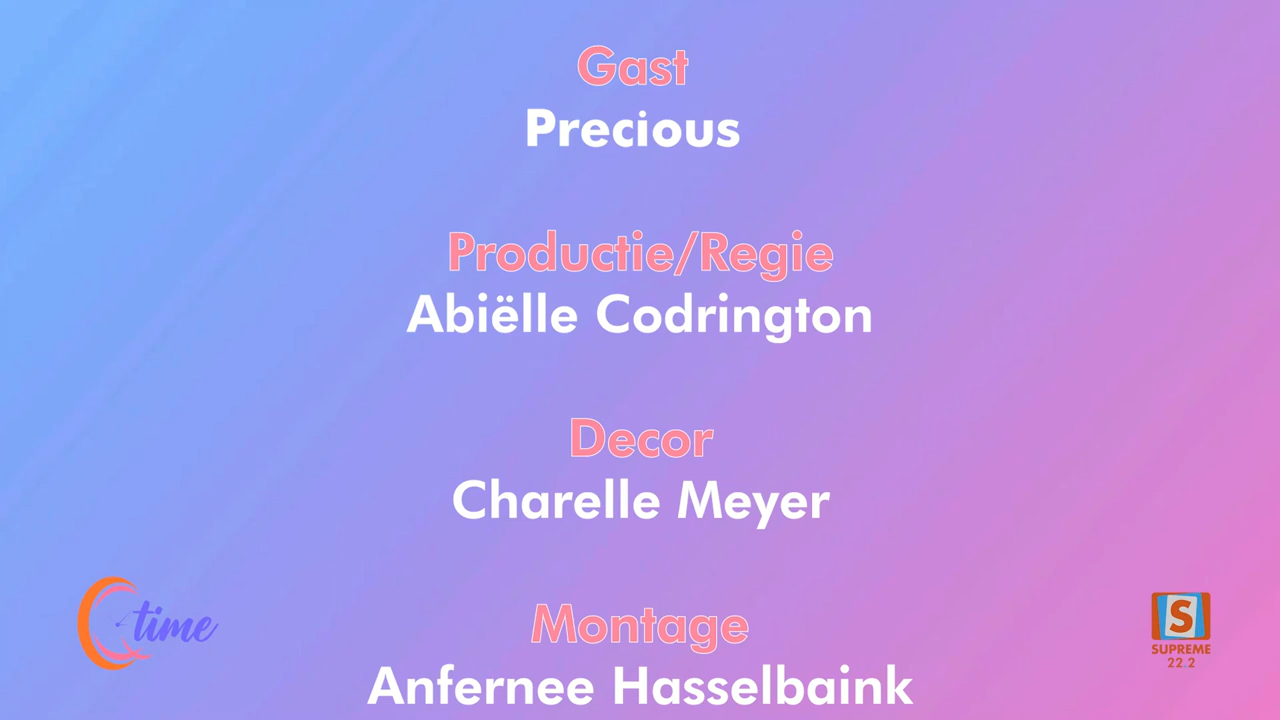 Gast
Precious
Productie/Regie
Abiëlle Codrington
Decor
Charelle Meyer
Montage
Anfernee Hasselbaink
time
S
SUPREME
22.2